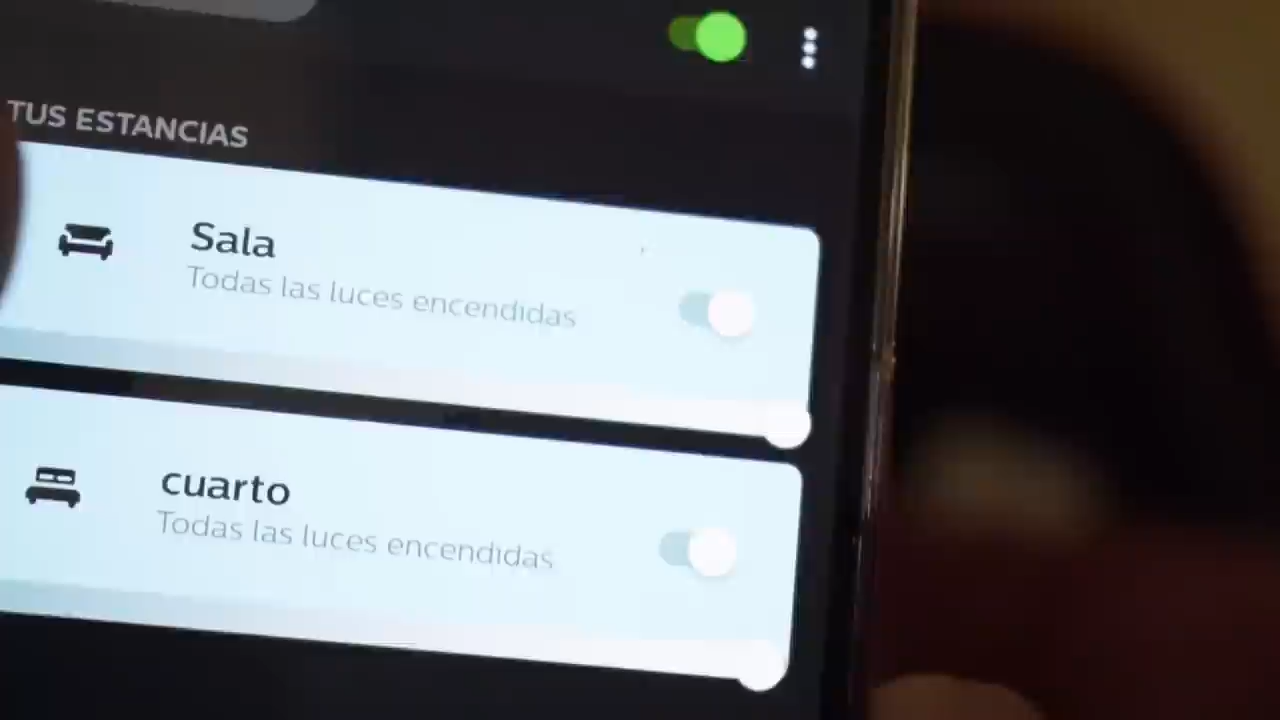 TUS ESTANCIAS
Sala
Todas las luces encendidas
cuarto
Todas las luces encendidas